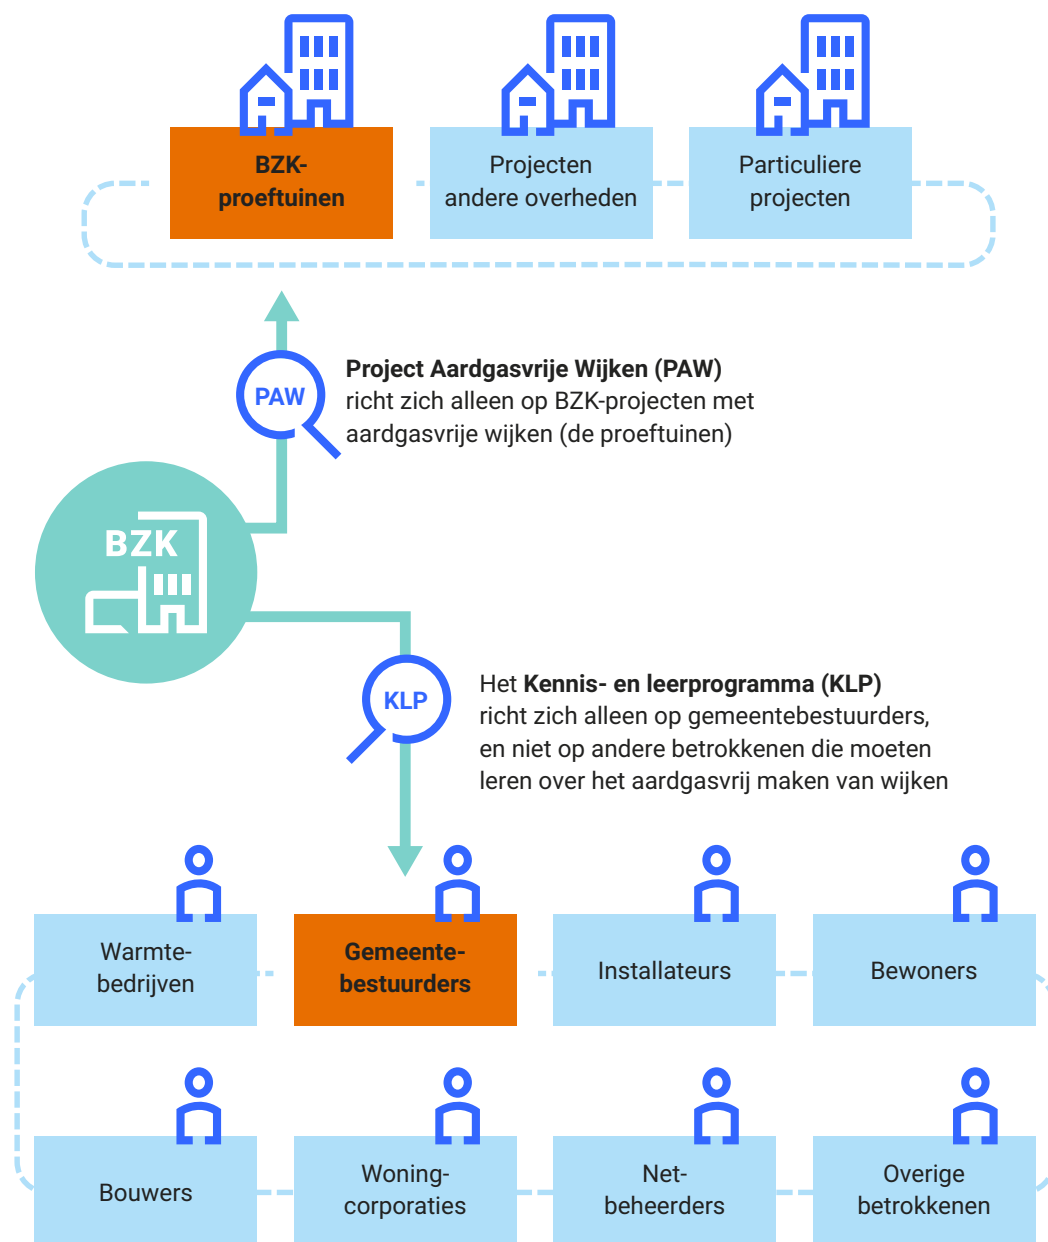 BZK-
proeftuinen
Projecten
andere overheden
Particuliere
projecten
PAW
Project Aardgasvrije Wijken (PAW)
richt zich alleen op BZK-projecten met
aardgasvrije wijken (de proeftuinen)
BZK
KLP
Het Kennis- en leerprogramma (KLP)
richt zich alleen op gemeentebestuurders,
en niet op andere betrokkenen die moeten
leren over het aardgasvrij maken van wijken
Warmte-
bedrijven
Gemeente-
bestuurders
Installateurs
Bewoners
Bouwers
Woning-
corporaties
Net-
beheerders
Overige
betrokkenen